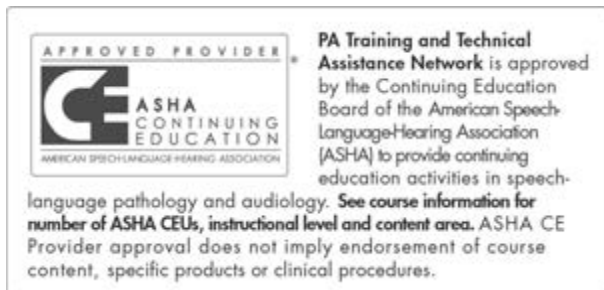 APPROVED PROVIDER
CE
ASHA
CONTINUING
EDUCATION
AMERICAN SPEECH-LANGUAGE-HEARING ASSOCIATION
®
PA Training and Technical
Assistance Network is approved
by the Continuing Education
Board of the American Speech-
Language-Hearing Association
(ASHA) to provide continuing
education activities in speech-
language pathology and audiology. See course information for
number of ASHA CEUs, instructional level and content area. ASHA CE
Provider approval does not imply endorsement of course
content, specific products or clinical procedures.